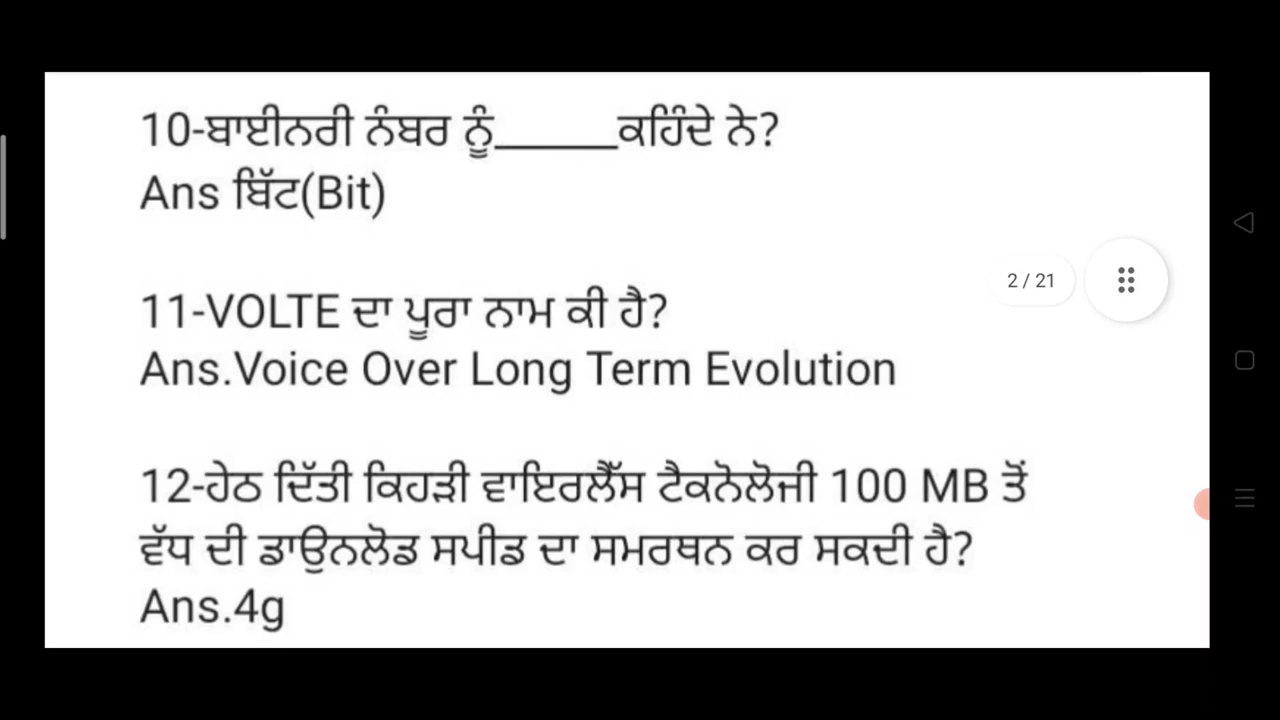 10-ਬਾਈਨਰੀ ਨੰਬਰ ਨੂੰ_____ਕਹਿੰਦੇ ਨੇ?
Ans ਬਿੱਟ(Bit)
11-VOLTE ਦਾ ਪੂਰਾ ਨਾਮ ਕੀ ਹੈ?
2 / 21
Ans.Voice Over Long Term Evolution
12-ਹੇਠ ਦਿੱਤੀ ਕਿਹੜੀ ਵਾਇਰਲੈੱਸ ਟੈਕਨੋਲੋਜੀ 100 MB ਤੋਂ
ਵੱਧ ਦੀ ਡਾਉਨਲੋਡ ਸਪੀਡ ਦਾ ਸਮਰਥਨ ਕਰ ਸਕਦੀ ਹੈ?
Ans.4g